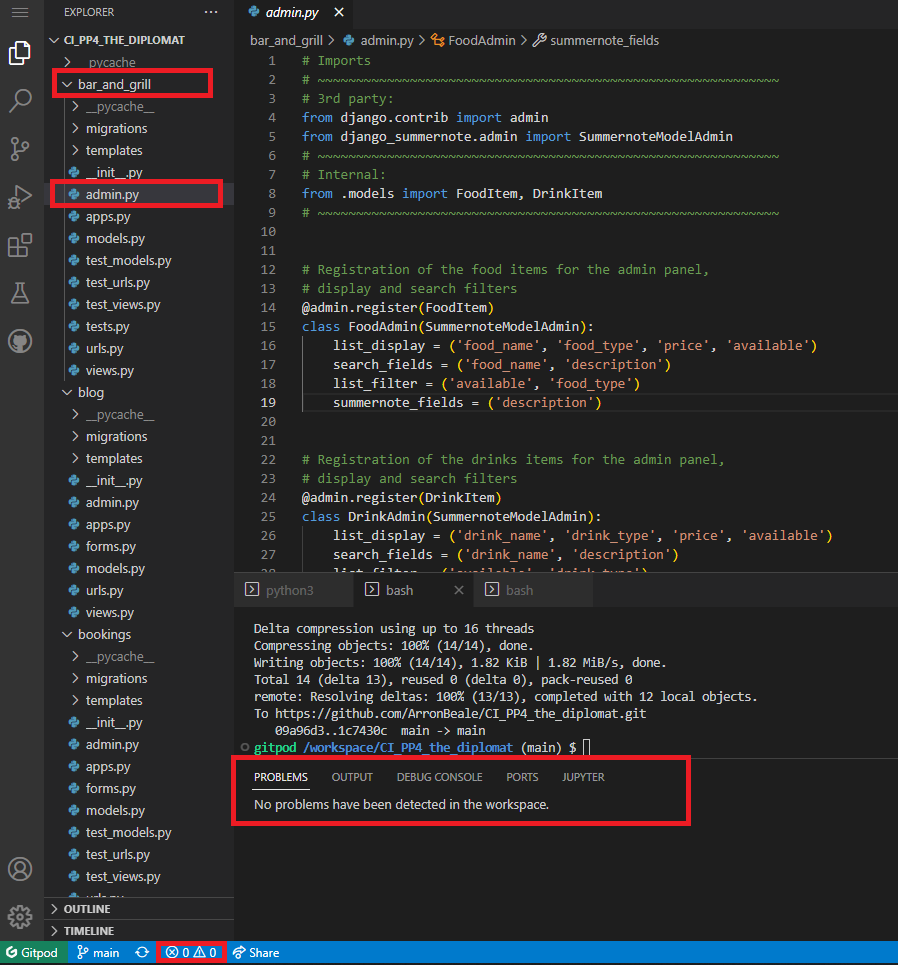 EXPLORER
CI_PP4_THE_DIPLOMAT
__pycache__
bar_and_grill
__pycache__
migrations
templates
__init__.py
admin.py
apps.py
models.py
test_models.py
test_urls.py
test_views.py
tests.py
urls.py
views.py
blog
__pycache__
migrations
templates
__init__.py
admin.py
apps.py
forms.py
models.py
urls.py
views.py
bookings
__pycache__
migrations
templates
__init__.py
admin.py
apps.py
forms.py
models.py
test_models.py
test_urls.py
test_views.py
urls.py
OUTLINE
TIMELINE
admin.py
bar_and_grill > admin.py > FoodAdmin > summernote_fields
1 # Imports
2 # ~~~~~~~~~~~~~~~~~~~~~~~~~~~~~~~~~~~~~~~~~~~~~~~~~~~~~~~~~~~~
3 # 3rd party:
4 from django.contrib import admin
5 from django_summernote.admin import SummernoteModelAdmin
6 # ~~~~~~~~~~~~~~~~~~~~~~~~~~~~~~~~~~~~~~~~~~~~~~~~~~~~~~~~~~~~
7 # Internal:
8 from .models import FoodItem, DrinkItem
9 # ~~~~~~~~~~~~~~~~~~~~~~~~~~~~~~~~~~~~~~~~~~~~~~~~~~~~~~~~~~~~
10
11
12 # Registration of the food items for the admin panel,
13 # display and search filters
14 @admin.register(FoodItem)
15 class FoodAdmin(SummernoteModelAdmin):
16 list_display = ('food_name', 'food_type', 'price', 'available')
17 search_fields = ('food_name', 'description')
18 list_filter = ('available', 'food_type')
19 summernote_fields = ('description')
20
21
22 # Registration of the drinks items for the admin panel,
23 # display and search filters
24 @admin.register(DrinkItem)
25 class DrinkAdmin(SummernoteModelAdmin):
26 list_display = ('drink_name', 'drink_type', 'price', 'available')
27 search_fields = ('drink_name', 'description')
list_filter = ('available', 'drink_type')
python3 bash bash
Delta compression using up to 16 threads
Compressing objects: 100% (14/14), done.
Writing objects: 100% (14/14), 1.82 KiB | 1.82 MiB/s, done.
Total 14 (delta 13), reused 0 (delta 0), pack-reused 0
remote: Resolving deltas: 100% (13/13), completed with 12 local objects.
To https://github.com/ArronBeale/CI_PP4_the_diplomat.git
09a96d3..1c7430c main -> main
gitpod /workspace/CI_PP4_the_diplomat (main) $
PROBLEMS OUTPUT DEBUG CONSOLE PORTS JUPYTER
No problems have been detected in the workspace.
Gitpod main 0 0 Share